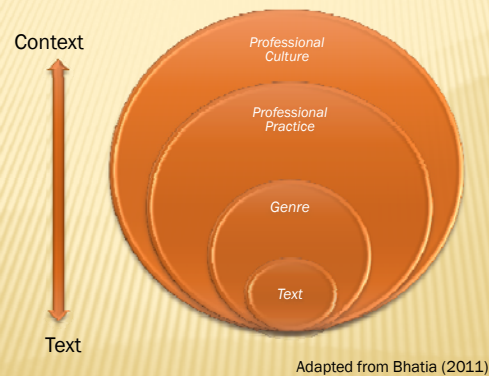 Context
Professional
Culture
Professional
Practice
Genre
Text
Text
Adapted from Bhatia (2011)